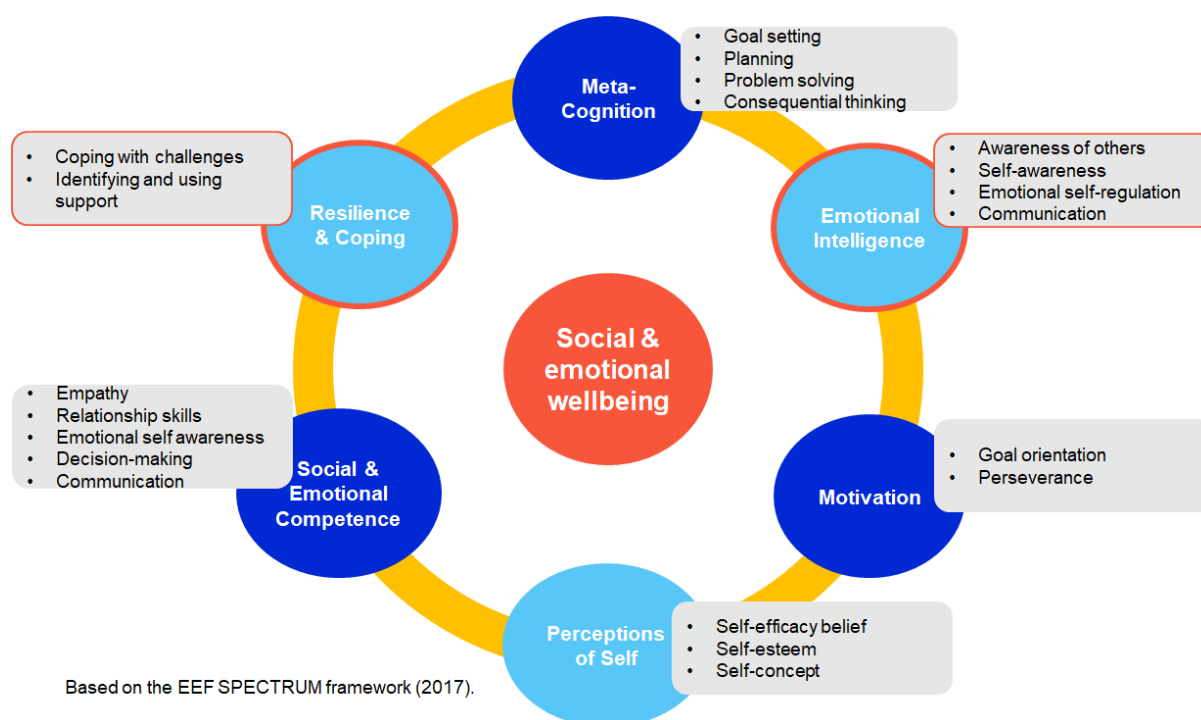 Meta-
Cognition
• Goal setting
• Planning
• Problem solving
• Consequential thinking
• Coping with challenges
• Identifying and using
support
Resilience
& Coping
Emotional
Intelligence
• Awareness of others
• Self-awareness
• Emotional self-regulation
• Communication
Social &
emotional
wellbeing
• Empathy
• Relationship skills
• Emotional self awareness
• Decision-making
• Communication
Social &
Emotional
Competence
Motivation
• Goal orientation
• Perseverance
Perceptions
of Self
• Self-efficacy belief
• Self-esteem
• Self-concept
Based on the EEF SPECTRUM framework (2017).